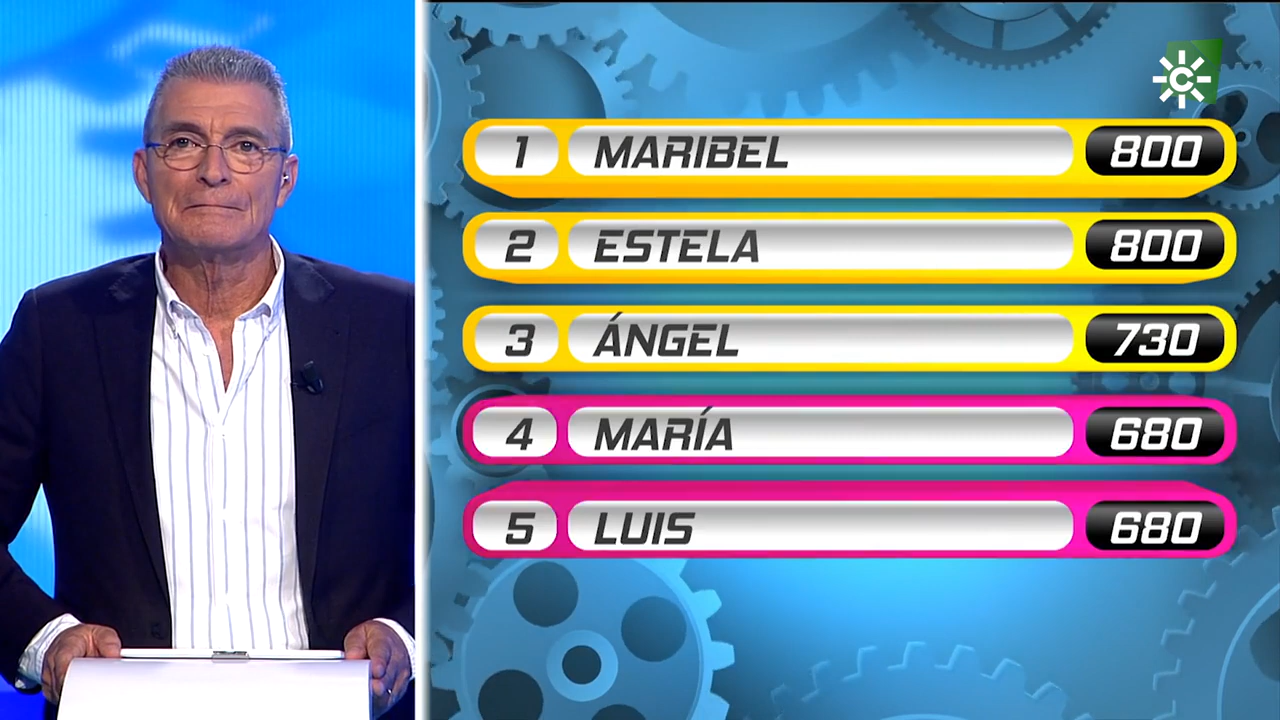 1 MARIBEL 800
2 ESTELA 800
3 ÁNGEL 730
4 MARÍA 680
5 LUIS 680